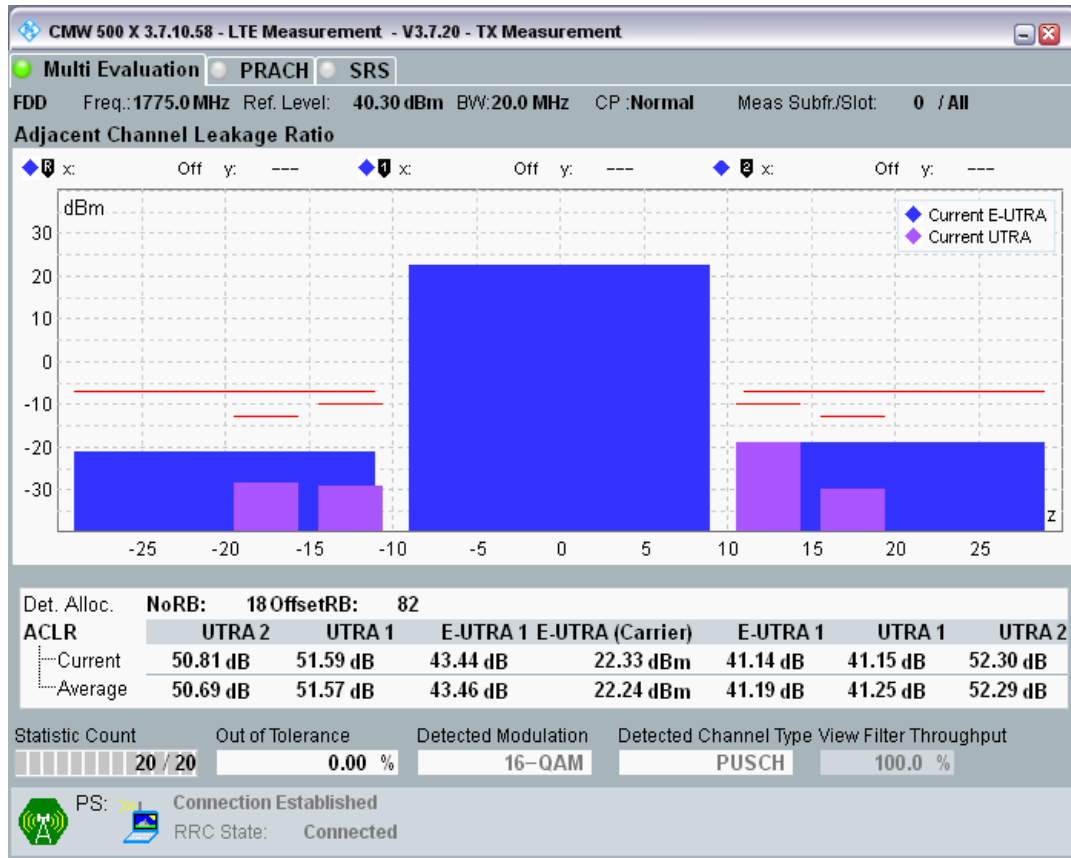 CMW 500 X 3.7.10.58 - LTE Measurement - V3.7.20 - TX Measurement
Multi Evaluation PRACH SRS
FDD Freq.:1775.0 MHz Ref. Level: 40.30 dBm BW:20.0 MHz CP :Normal Meas Subfr./Slot: 0 / All
Adjacent Channel Leakage Ratio
R x: Off y: --- 1 x: Off y: --- 2 x: Off y: ---
dBm
Current E-UTRA
Current UTRA
30
20
10
0
-10
-20
-30
z
-25 -20 -15 -10 -5 0 5 10 15 20 25
Det. Alloc. NoRB: 18 OffsetRB: 82
ACLR UTRA 2 UTRA 1 E-UTRA 1 E-UTRA (Carrier) E-UTRA 1 UTRA 1 UTRA 2
Current 50.81 dB 51.59 dB 43.44 dB 22.33 dBm 41.14 dB 41.15 dB 52.30 dB
Average 50.69 dB 51.57 dB 43.46 dB 22.24 dBm 41.19 dB 41.25 dB 52.29 dB
Statistic Count Out of Tolerance Detected Modulation Detected Channel Type View Filter Throughput
20 / 20 0.00 % 16-QAM PUSCH 100.0 %
PS: Connection Established
RRC State: Connected